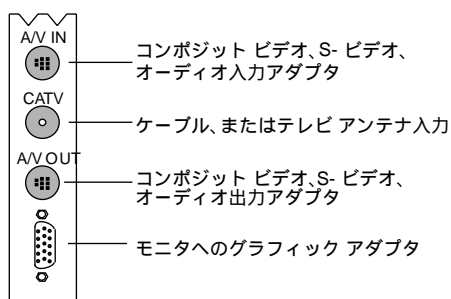 A/V IN
コンポジット ビデオ、S- ビデオ、
オーディオ入力アダプタ
CATV
ケーブル、またはテレビ アンテナ入力
A/V OUT
コンポジット ビデオ、S- ビデオ、
オーディオ出力アダプタ
モニタへのグラフィック アダプタ